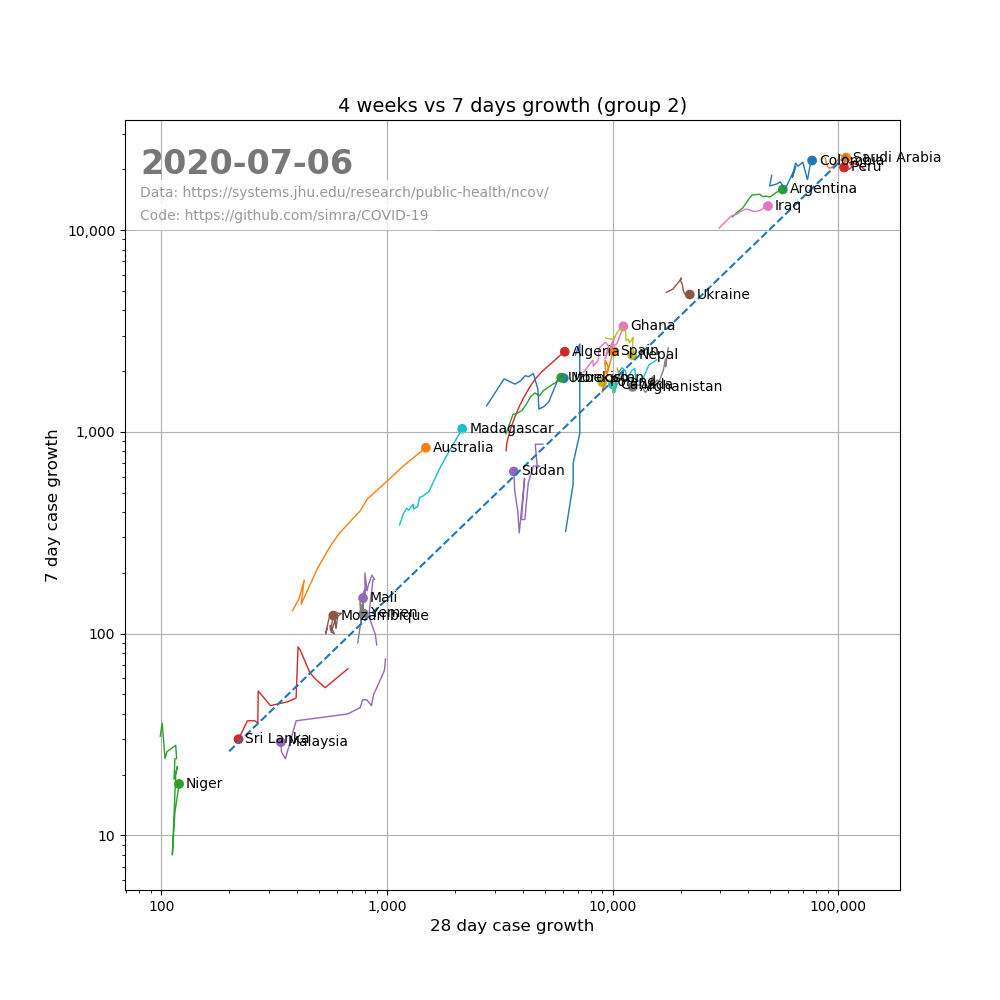 4 weeks vs 7 days growth (group 2)
2020-07-06
Data: https://systems.jhu.edu/research/public-health/ncov/
Code: https://github.com/simra/COVID-19
Colombia
Saudi Arabia
Peru
Argentina
Iraq
10,000
Ukraine
Ghana
Algeria
Spain
Nepal
Uzbekistan
Poland
Canada
Afghanistan
1,000
Madagascar
Australia
Sudan
Mali
Yemen
Mozambique
100
Sri Lanka
Malaysia
Niger
10
100
1,000
10,000
100,000
28 day case growth
7 day case growth